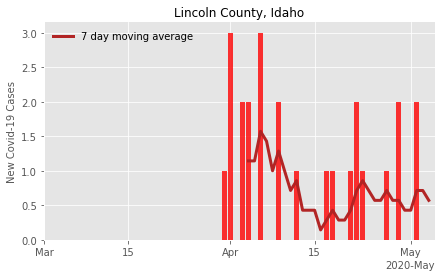 Lincoln County, Idaho
7 day moving average
New Covid-19 Cases
3.0
2.5
2.0
1.5
1.0
0.5
0.0
Mar 15 Apr 15 May
2020-May